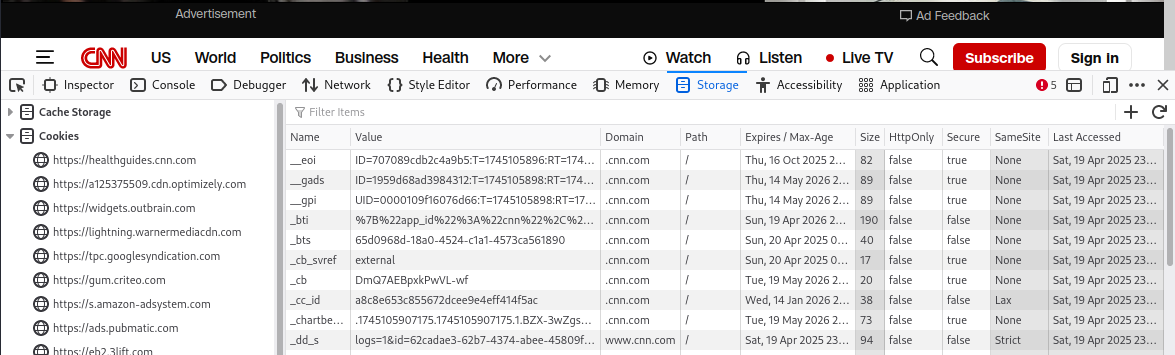 Advertisement
Ad Feedback
CNN US World Politics Business Health More Watch Listen Live TV Subscribe Sign in
Inspector Console Debugger Network Style Editor Performance Memory Storage Accessibility Application 5
Cache Storage
Cookies
https://healthguides.cnn.com
https://a125375509.cdn.optimizely.com
https://widgets.outbrain.com
https://lightning.warnermediacdn.com
https://tpc.googlesyndication.com
https://gum.criteo.com
https://s.amazon-adsystem.com
https://ads.pubmatic.com
https://eb2.3lift.com
Filter Items
Name Value Domain Path Expires / Max-Age Size HttpOnly Secure SameSite Last Accessed
__eoi ID=707089cdb2c4a9b5:T=1745105896:RT=174... .cnn.com / Thu, 16 Oct 2025 2... 82 false true None Sat, 19 Apr 2025 23...
__gads ID=1959d68ad3984312:T=1745105898:RT=174... .cnn.com / Thu, 14 May 2026 2... 89 false true None Sat, 19 Apr 2025 23...
__gpi UID=0000109f16076d66:T=1745105898:RT=17... .cnn.com / Thu, 14 May 2026 2... 89 false true None Sat, 19 Apr 2025 23...
_bti %7B%22app_id%22%3A%22cnn%22%2C%2... .cnn.com / Sun, 19 Apr 2026 2... 190 false false None Sat, 19 Apr 2025 23...
_bts 65d0968d-18a0-4524-c1a1-4573ca561890 .cnn.com / Sun, 20 Apr 2025 0... 40 false false None Sat, 19 Apr 2025 23...
_cb_svref external .cnn.com / Sun, 20 Apr 2025 0... 17 false true None Sat, 19 Apr 2025 23...
_cb DmQ7AEBpxkPwVL-wf .cnn.com / Tue, 19 May 2026 2... 20 false true None Sat, 19 Apr 2025 23...
_cc_id a8c8e653c855672dcee9e4eff414f5ac .cnn.com / Wed, 14 Jan 2026 2... 38 false false Lax Sat, 19 Apr 2025 23...
_chartbe... .1745105907175.1745105907175.1.BZX-3wZgs... .cnn.com / Tue, 19 May 2026 2... 73 false true None Sat, 19 Apr 2025 23...
_dd_s logs=1&id=62cadae3-62b7-4374-abee-45809f... www.cnn.com / Sat, 19 Apr 2025 2... 94 false false Strict Sat, 19 Apr 2025 23...